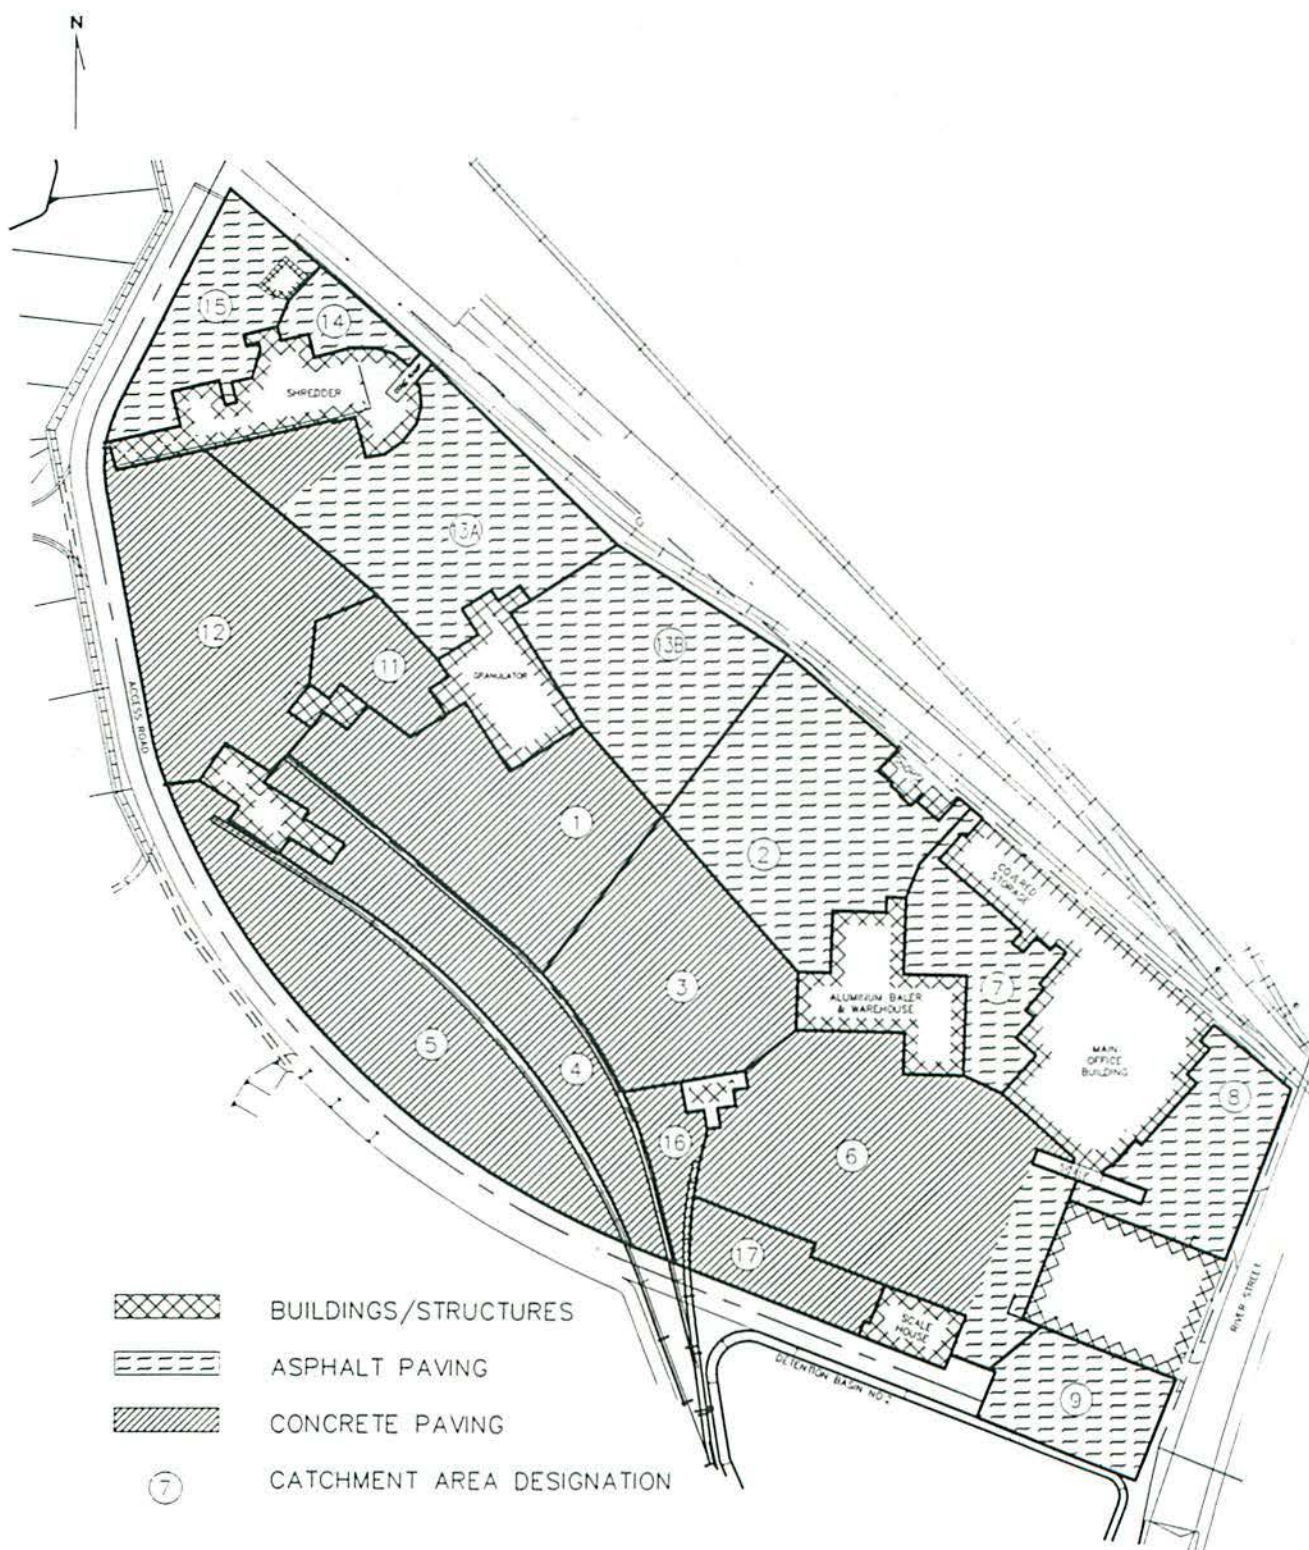 N
15
14
SHREDDER
13A
12
13B
11
GRANULATOR
ACCESS ROAD
1
2
COVERED
STORAGE
3
7
ALUMINUM BALER
& WAREHOUSE
5
4
MAIN
OFFICE
BUILDING
8
16
6
17
SCALE
HOUSE
RIVER STREET
DETENTION BASIN NO. 2
9
BUILDINGS/STRUCTURES
ASPHALT PAVING
CONCRETE PAVING
7
CATCHMENT AREA DESIGNATION